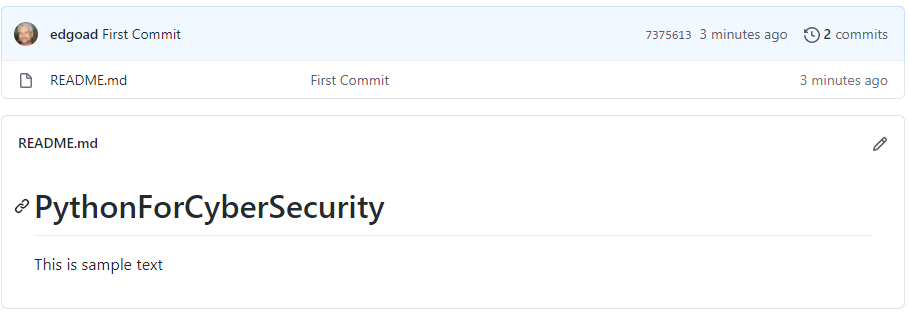 edgoad First Commit 7375613 3 minutes ago 2 commits
README.md First Commit 3 minutes ago
README.md
PythonForCyberSecurity
This is sample text